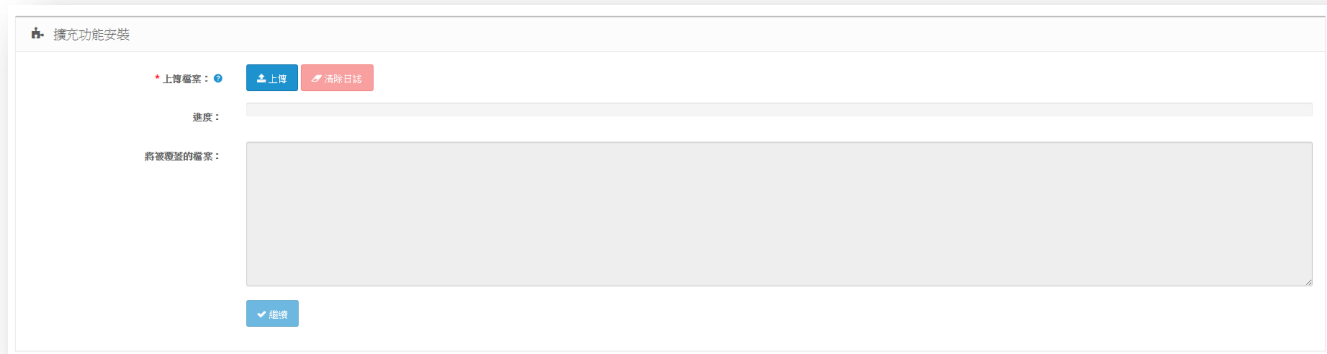 擴充功能安裝
* 上傳檔案：
上傳 清除日誌
進度：
將被覆蓋的檔案：
繼續